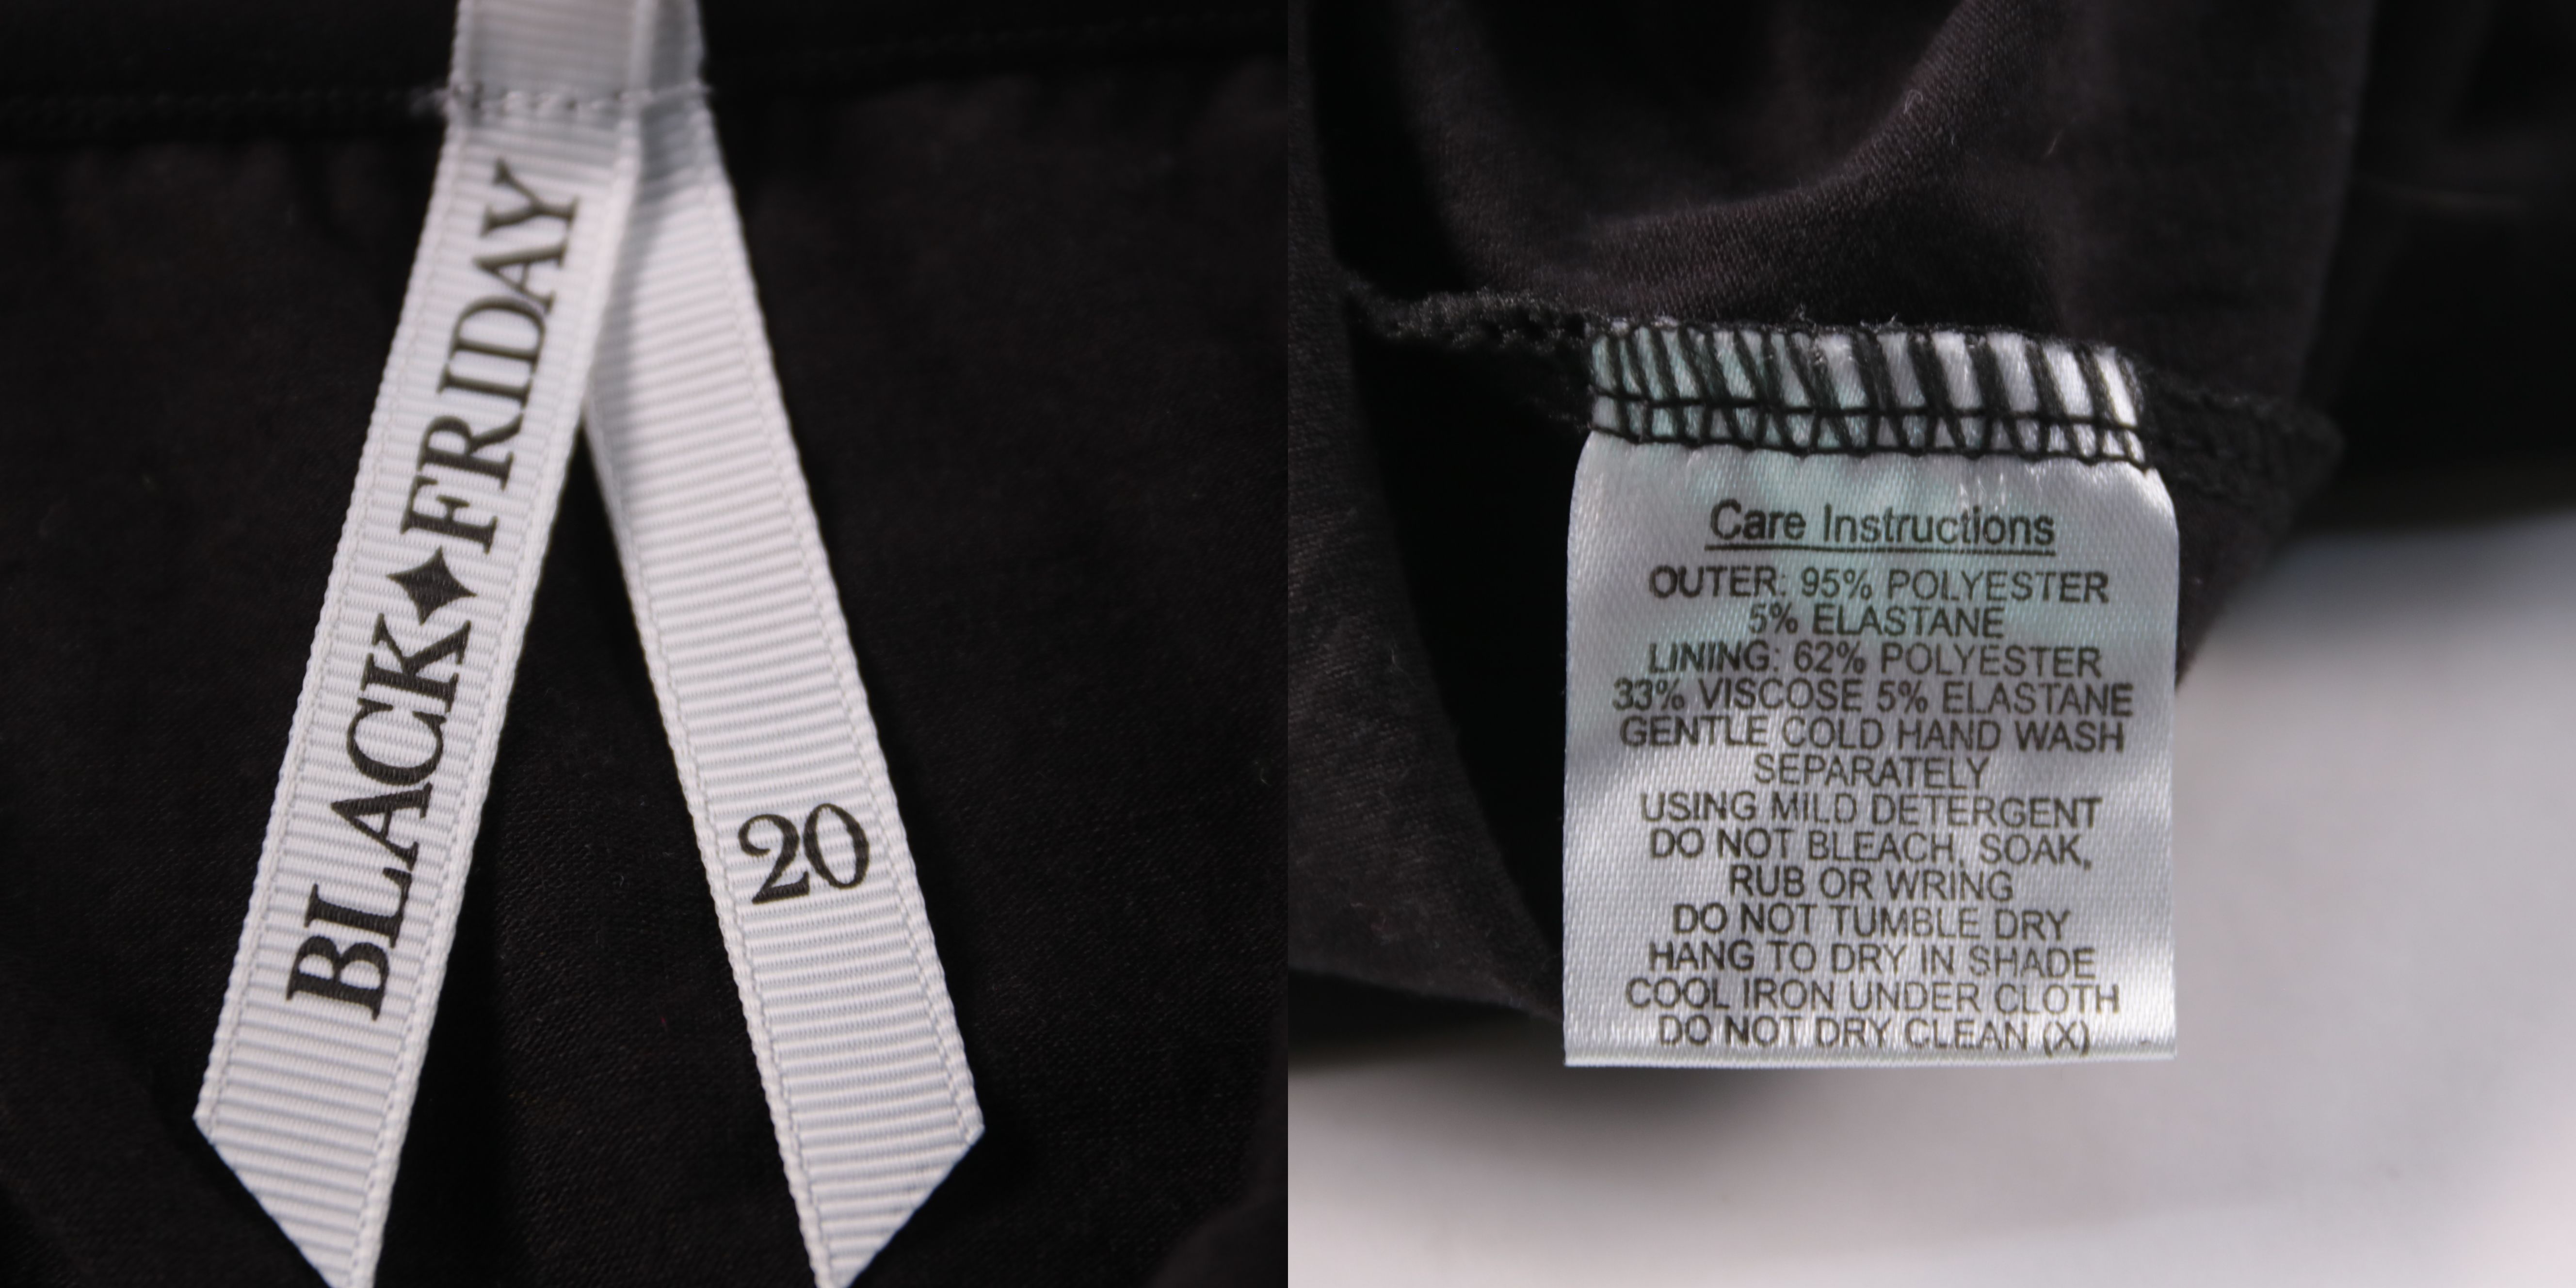 BLACK✦FRIDAY
20
Care Instructions
OUTER: 95% POLYESTER
5% ELASTANE
LINING: 62% POLYESTER
33% VISCOSE 5% ELASTANE
GENTLE COLD HAND WASH
SEPARATELY
USING MILD DETERGENT
DO NOT BLEACH, SOAK,
RUB OR WRING
DO NOT TUMBLE DRY
HANG TO DRY IN SHADE
COOL IRON UNDER CLOTH
DO NOT DRY CLEAN (X)